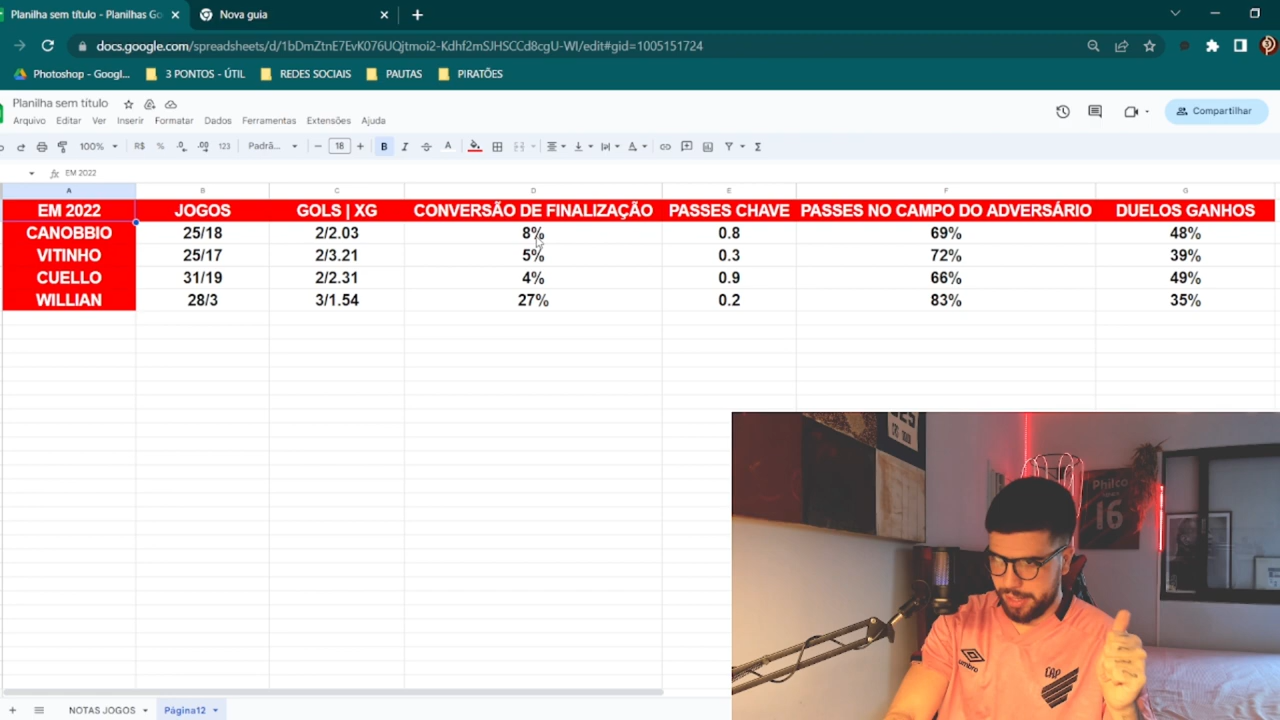 Planilha sem título - Planilhas Go
Nova guia
docs.google.com/spreadsheets/d/1bDmZtnE7EvK076UQjtmoi2-Kdhf2mSJHSCCd8cgU-WI/edit#gid=1005151724
Photoshop - Googl... 3 PONTOS - ÚTIL REDES SOCIAIS PAUTAS PIRATÕES
Planilha sem título
Arquivo Editar Ver Inserir Formatar Dados Ferramentas Extensões Ajuda
Compartilhar
100% R$ % .0 .00 123 Padrã... 18 B I A
fx EM 2022
A B C D E F G
EM 2022 JOGOS GOLS | XG CONVERSÃO DE FINALIZAÇÃO PASSES CHAVE PASSES NO CAMPO DO ADVERSÁRIO DUELOS GANHOS
CANOBBIO 25/18 2/2.03 8% 0.8 69% 48%
VITINHO 25/17 2/3.21 5% 0.3 72% 39%
CUELLO 31/19 2/2.31 4% 0.9 66% 49%
WILLIAN 28/3 3/1.54 27% 0.2 83% 35%
Philco
16
umbro
CAP
NOTAS JOGOS Página12